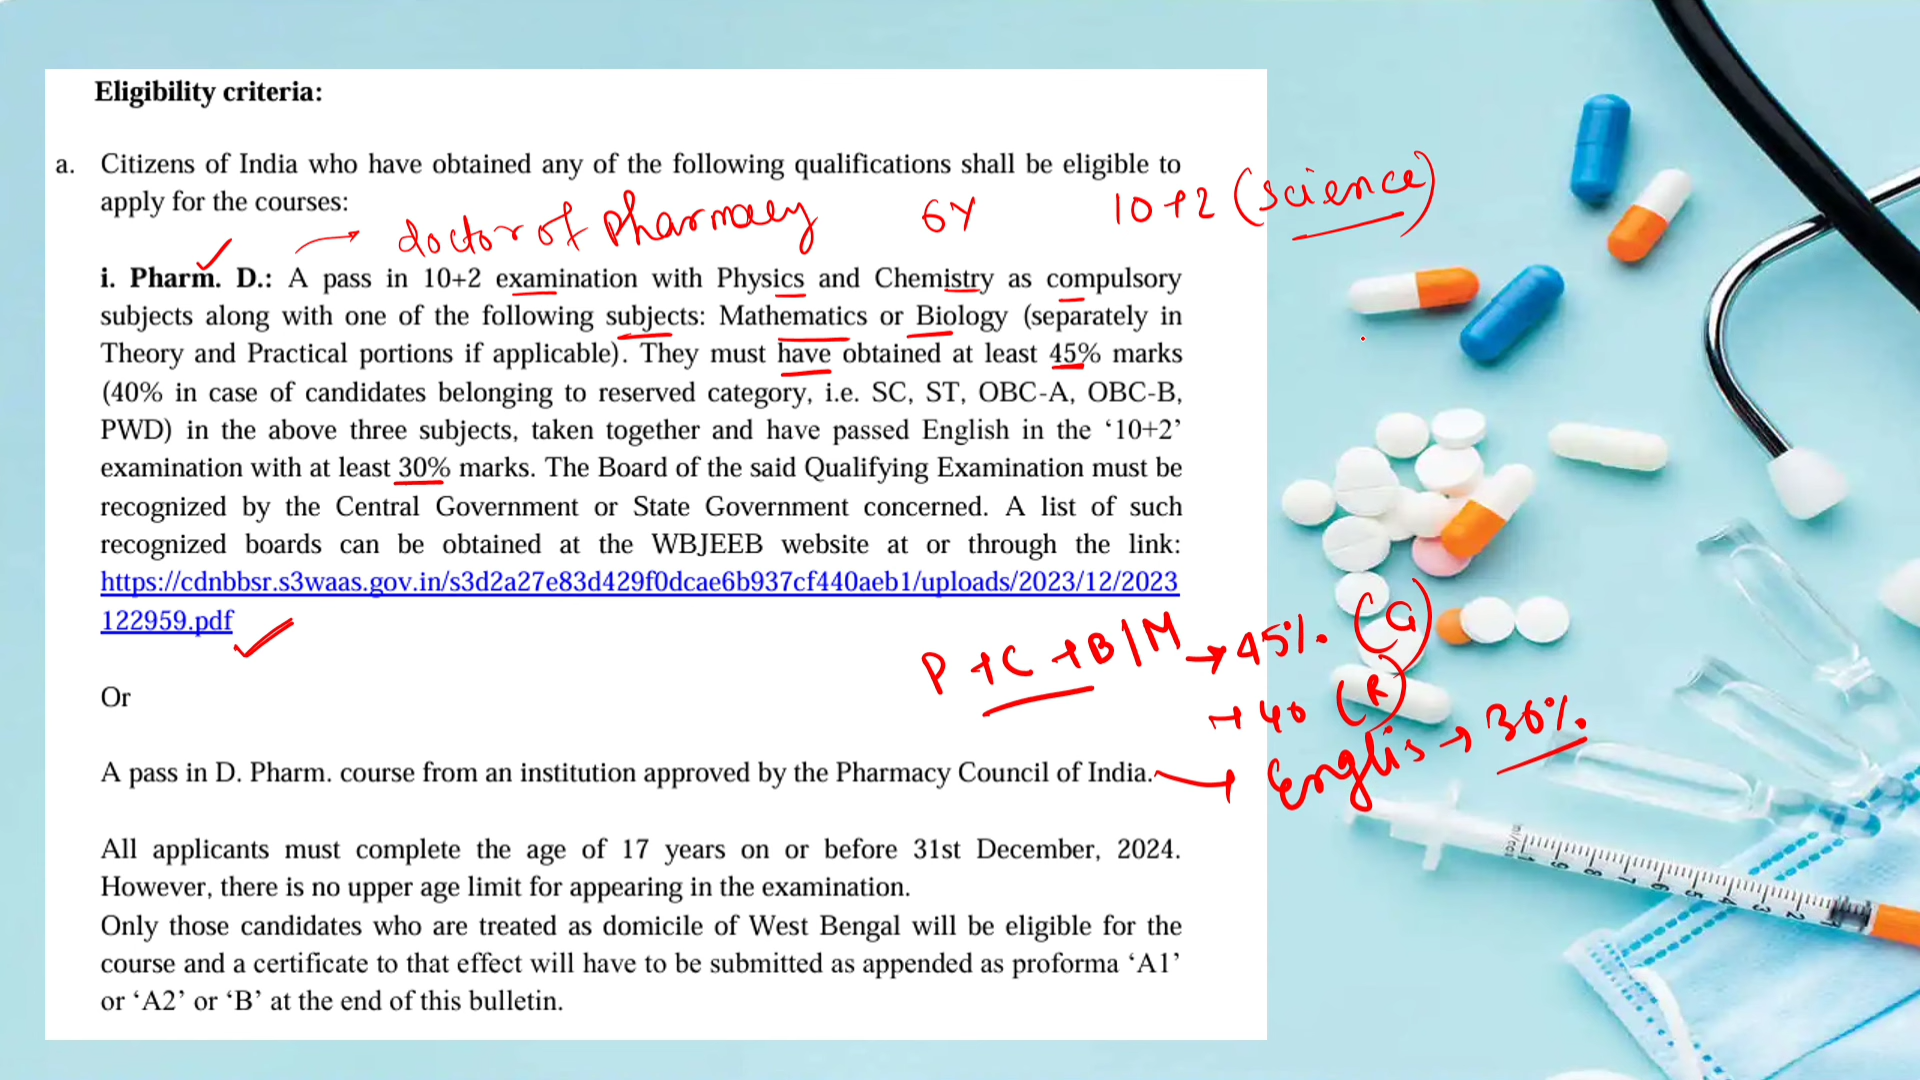 Eligibility criteria:
a. Citizens of India who have obtained any of the following qualifications shall be eligible to
apply for the courses:
doctor of pharmacy 6Y 10+2 (Science)
i. Pharm. D.: A pass in 10+2 examination with Physics and Chemistry as compulsory
subjects along with one of the following subjects: Mathematics or Biology (separately in
Theory and Practical portions if applicable). They must have obtained at least 45% marks
(40% in case of candidates belonging to reserved category, i.e. SC, ST, OBC-A, OBC-B,
PWD) in the above three subjects, taken together and have passed English in the ‘10+2’
examination with at least 30% marks. The Board of the said Qualifying Examination must be
recognized by the Central Government or State Government concerned. A list of such
recognized boards can be obtained at the WBJEEB website at or through the link:
https://cdnbbsr.s3waas.gov.in/s3d2a27e83d429f0dcae6b937cf440aeb1/uploads/2023/12/2023
122959.pdf
P+C+B/M → 45%. (G)
→ 40 (R)
Or
→ Englis → 30%.
A pass in D. Pharm. course from an institution approved by the Pharmacy Council of India.
All applicants must complete the age of 17 years on or before 31st December, 2024.
However, there is no upper age limit for appearing in the examination.
Only those candidates who are treated as domicile of West Bengal will be eligible for the
course and a certificate to that effect will have to be submitted as appended as proforma ‘A1’
or ‘A2’ or ‘B’ at the end of this bulletin.